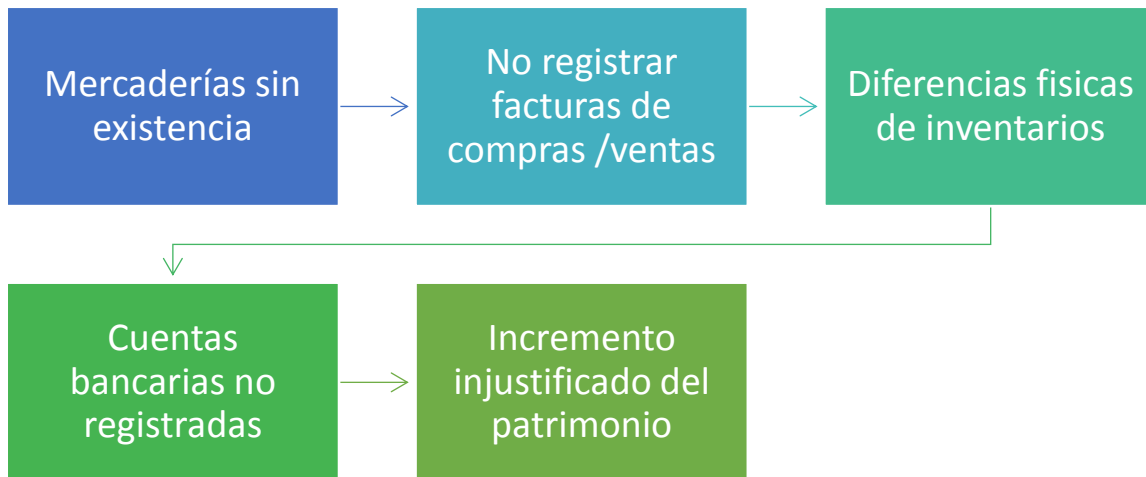 Mercaderías sin
existencia
No registrar
facturas de
compras /ventas
Diferencias fisicas
de inventarios
Cuentas
bancarias no
registradas
Incremento
injustificado del
patrimonio